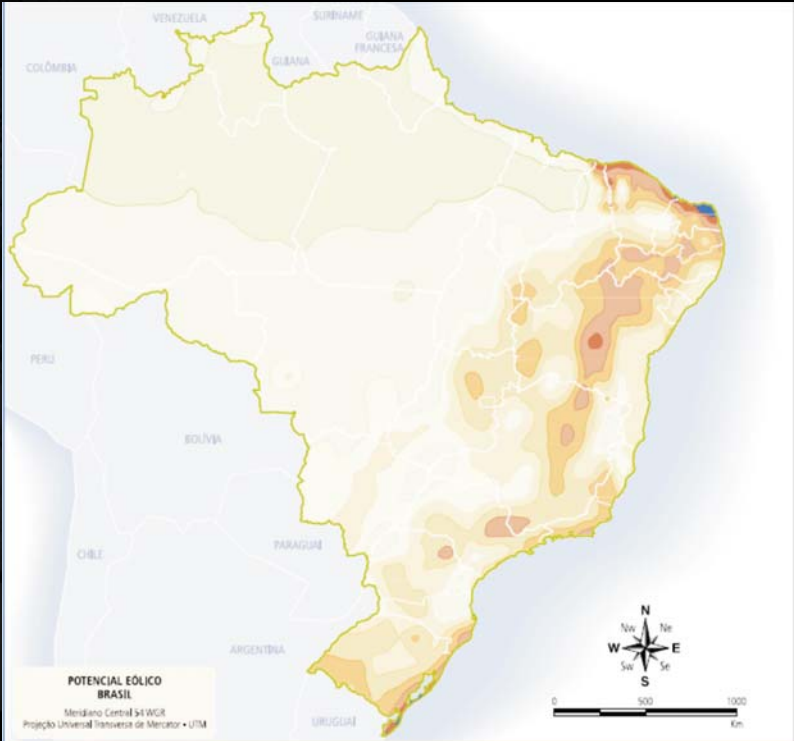 VENEZUELA
SURINAME
GUIANA
FRANCESA
GUIANA
COLÔMBIA
PERU
BOLÍVIA
CHILE
PARAGUAI
ARGENTINA
URUGUAI
N
Nw Ne
W E
Sw Se
S
0 500 1000
Km
POTENCIAL EÓLICO
BRASIL
Meridiano Central 54 WGR
Projeção Universal Transversa de Mercator • UTM